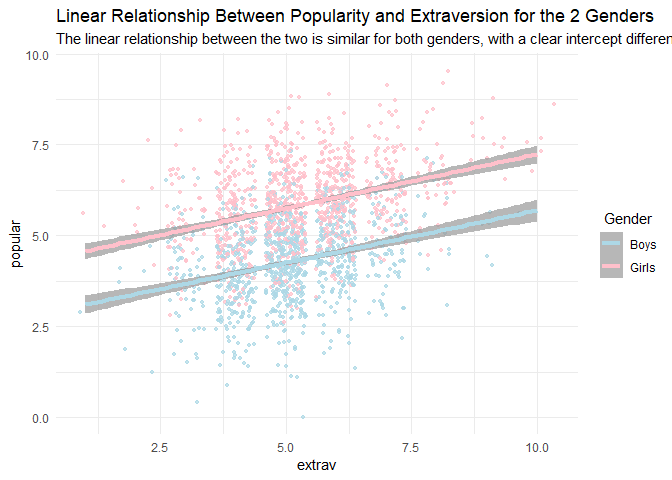 Linear Relationship Between Popularity and Extraversion for the 2 Genders
The linear relationship between the two is similar for both genders, with a clear intercept differen
10.0
7.5
5.0
2.5
0.0
popular
2.5 5.0 7.5 10.0
extrav
Gender
Boys
Girls